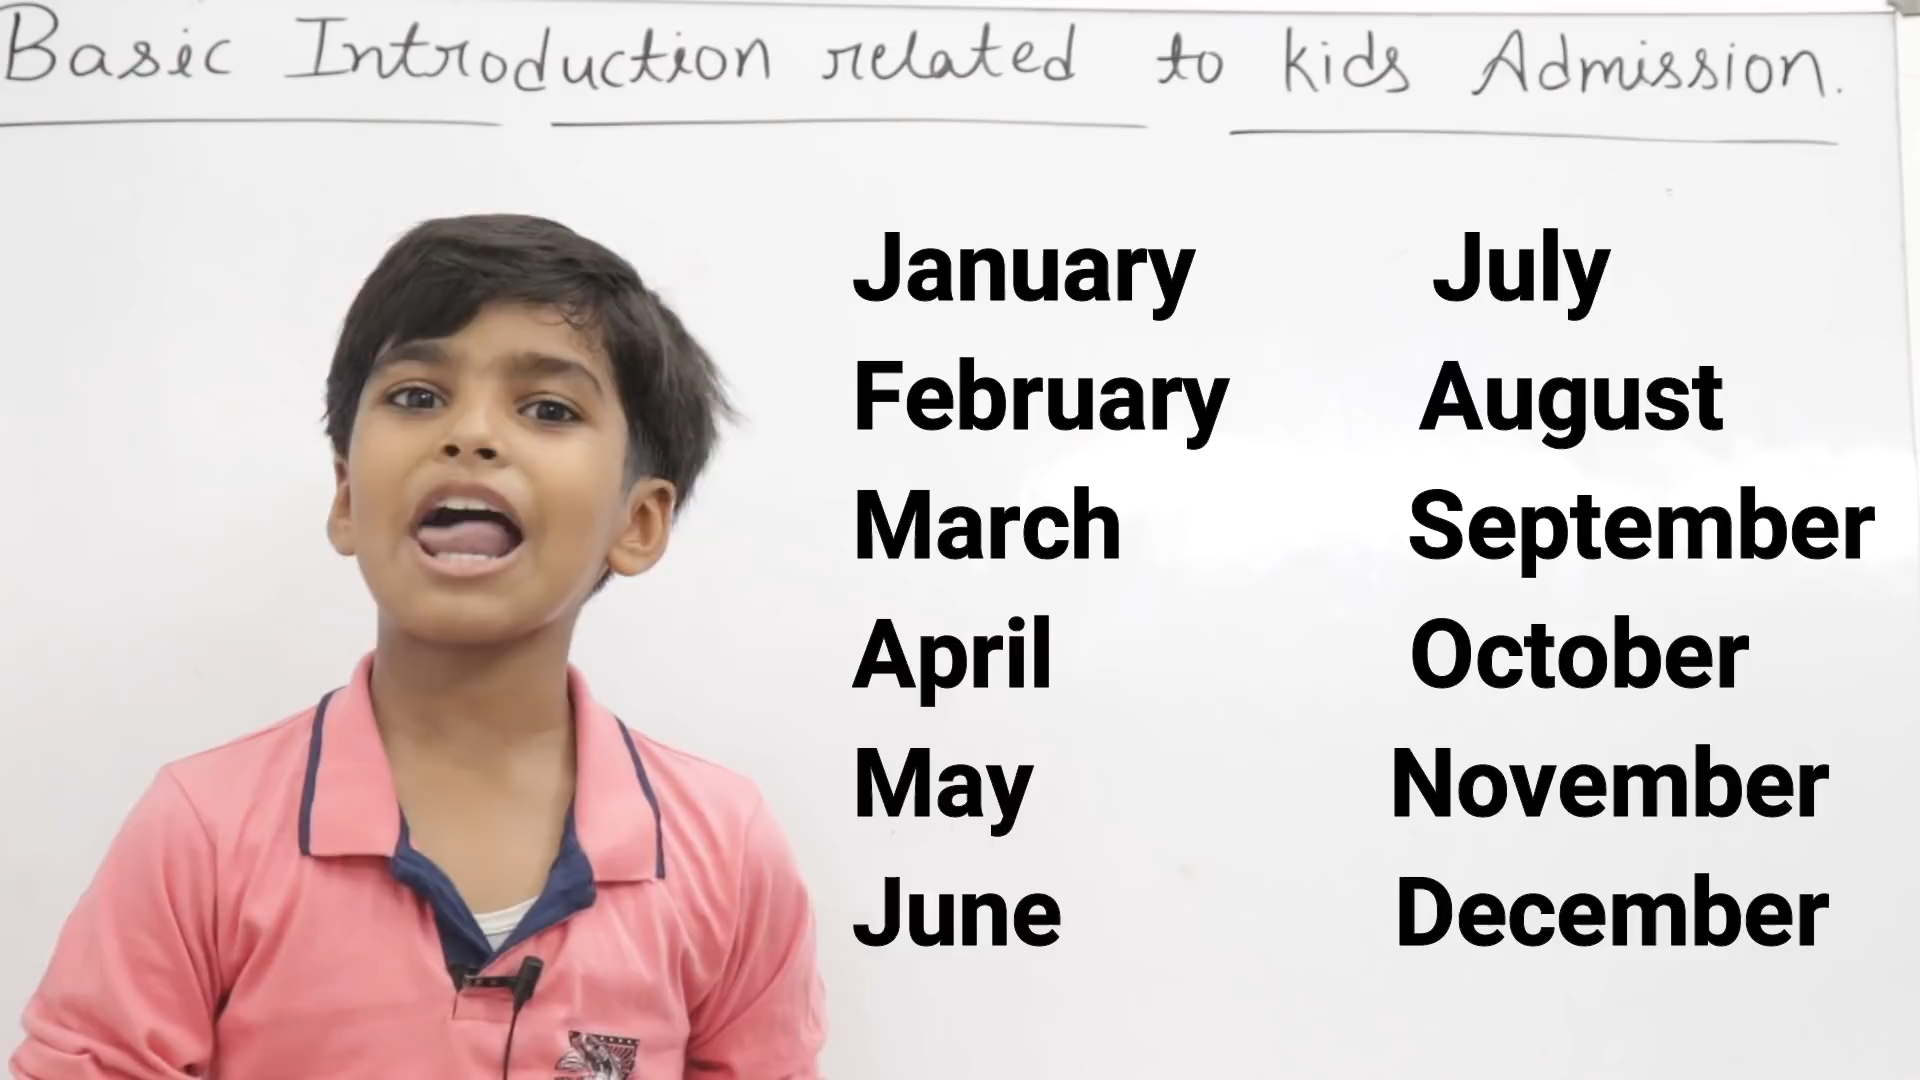 Basic Introduction related to kids Admission.
January July
February August
March September
April October
May November
June December